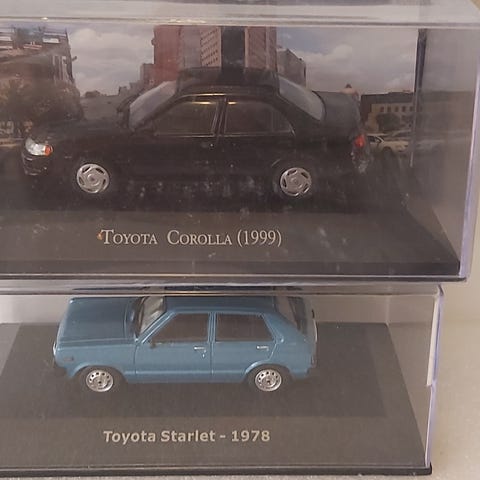 TOYOTA COROLLA (1999)
Toyota Starlet - 1978